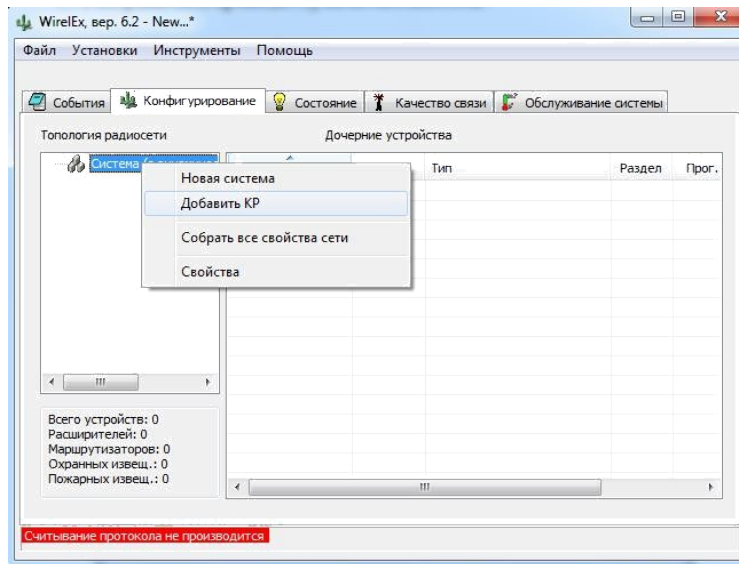 WirelEx, вер. 6.2 - New...*
Файл Установки Инструменты Помощь
События Конфигурирование Состояние Качество связи Обслуживание системы
Топология радиосети Дочерние устройства
Система
Тип Раздел Прог.
Новая система
Добавить КР
Собрать все свойства сети
Свойства
Всего устройств: 0
Расширителей: 0
Маршрутизаторов: 0
Охранных извещ.: 0
Пожарных извещ.: 0
Считывание протокола не производится